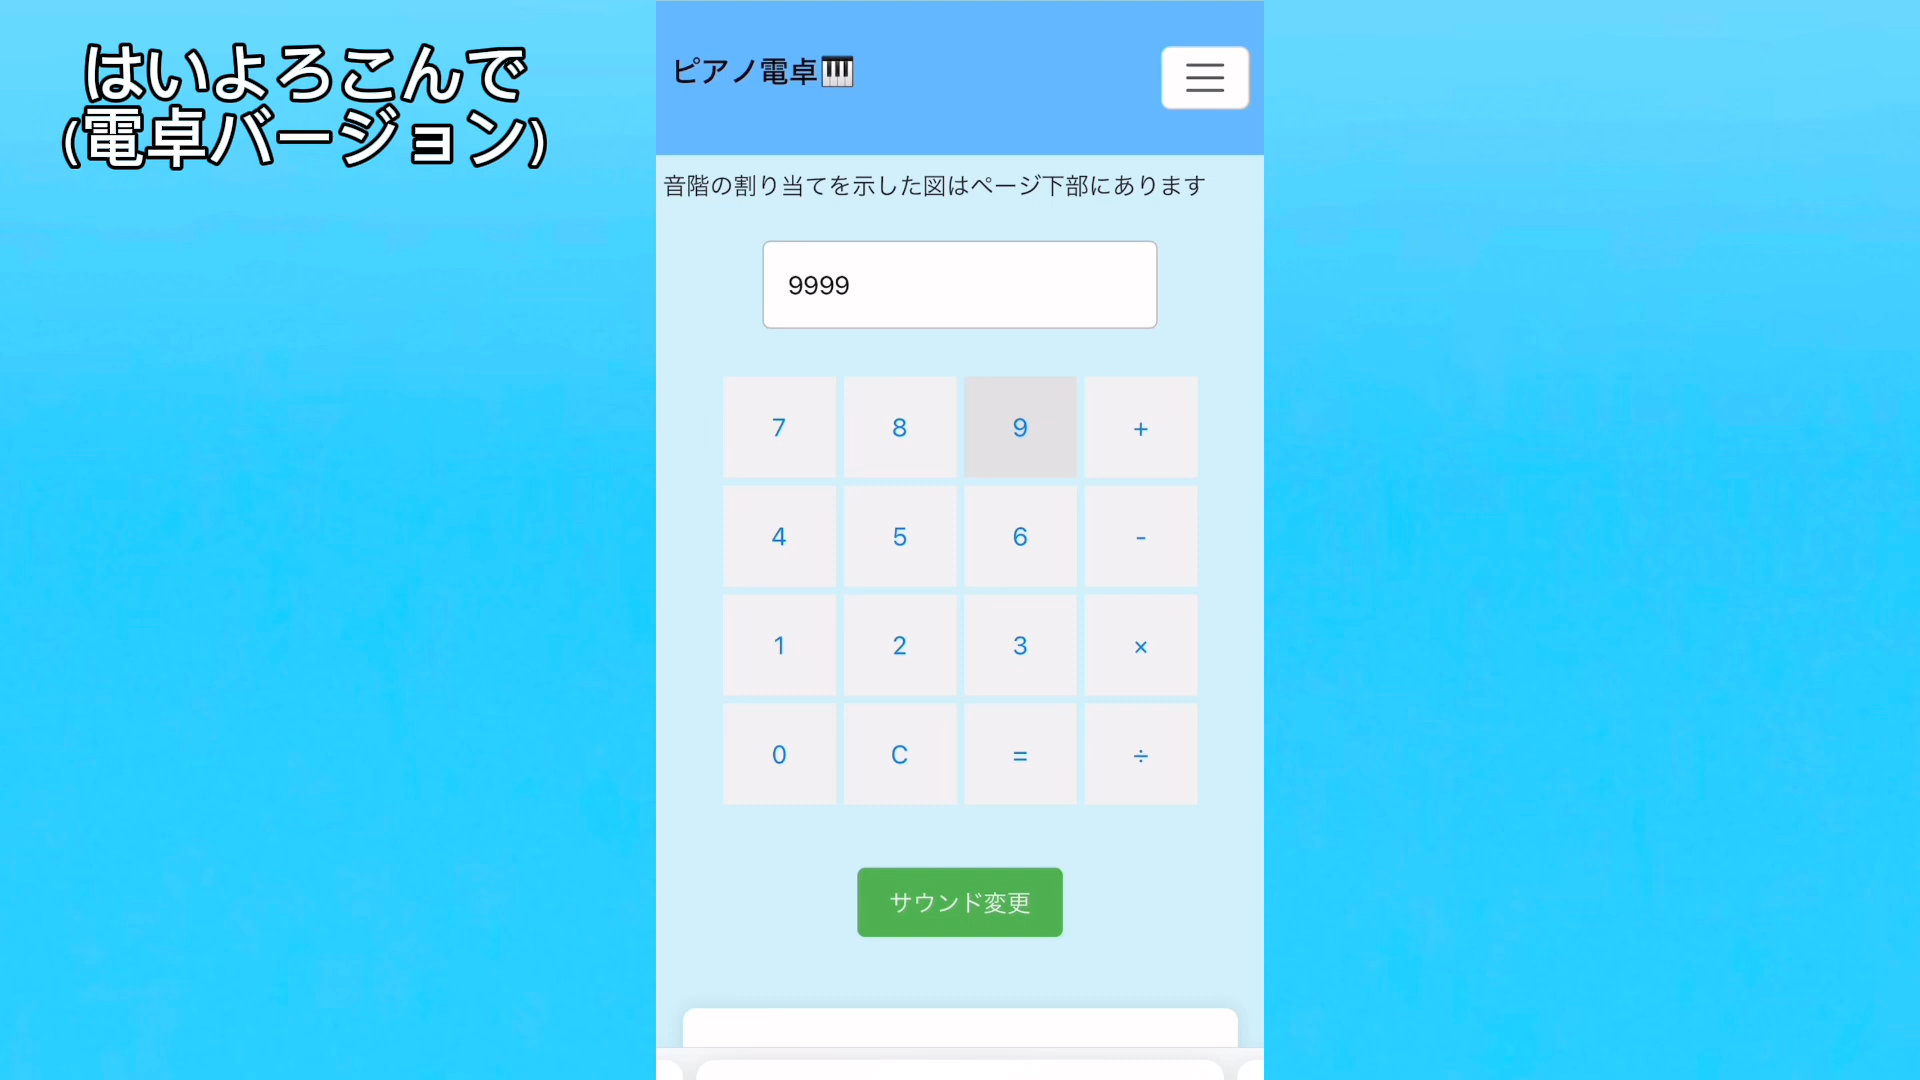 はいよろこんで
(電卓バージョン)
ピアノ電卓🎹
音階の割り当てを示した図はページ下部にあります
9999
7 8 9 +
4 5 6 -
1 2 3 ×
0 C = ÷
サウンド変更